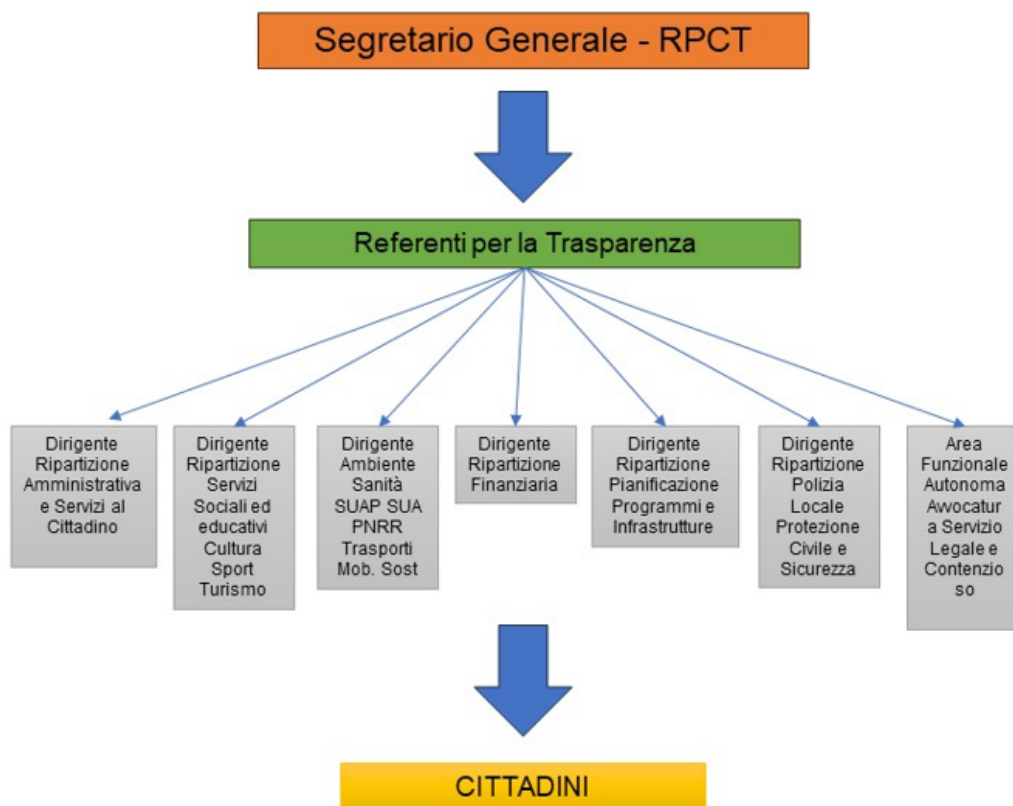 Segretario Generale - RPCT
Referenti per la Trasparenza
Dirigente
Ripartizione
Amministrativa
e Servizi al
Cittadino
Dirigente
Ripartizione
Servizi
Sociali ed
educativi
Cultura
Sport
Turismo
Dirigente
Ambiente
Sanità
SUAP SUA
PNRR
Trasporti
Mob. Sost
Dirigente
Ripartizione
Finanziaria
Dirigente
Ripartizione
Pianificazione
Programmi e
Infrastrutture
Dirigente
Ripartizione
Polizia
Locale
Protezione
Civile e
Sicurezza
Area
Funzionale
Autonoma
Avvocatur
a Servizio
Legale e
Contenzio
so
CITTADINI